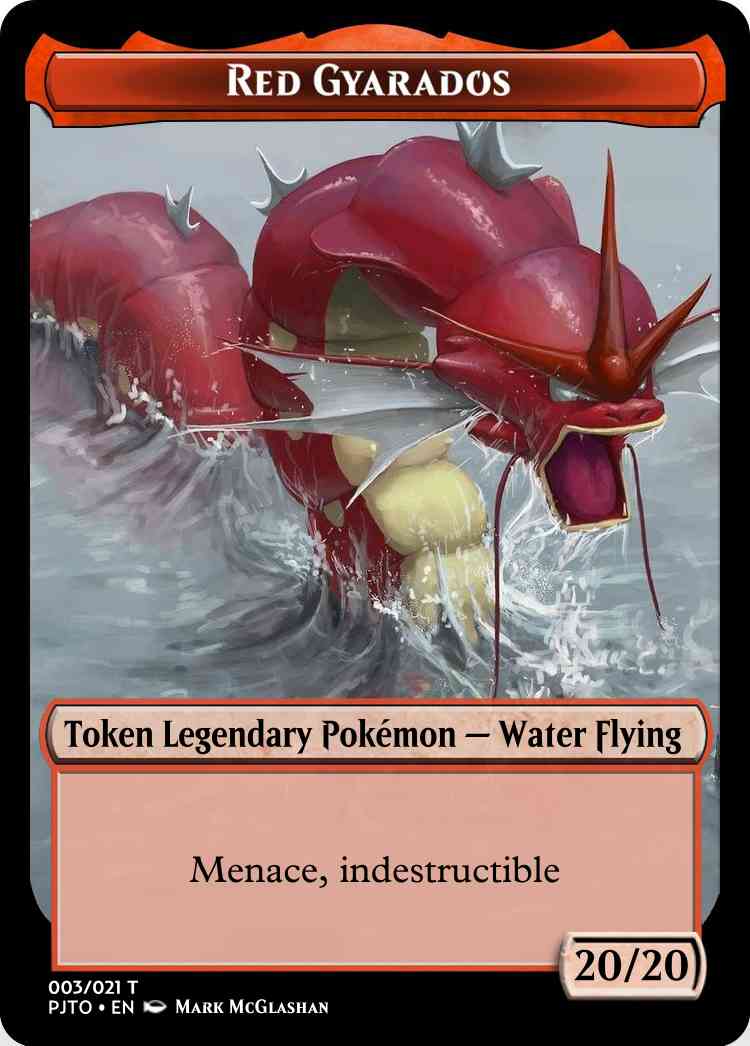 Red Gyarados
Token Legendary Pokémon — Water Flying
Menace, indestructible
20/20
003/021 T
PJTO • EN Mark McGlashan